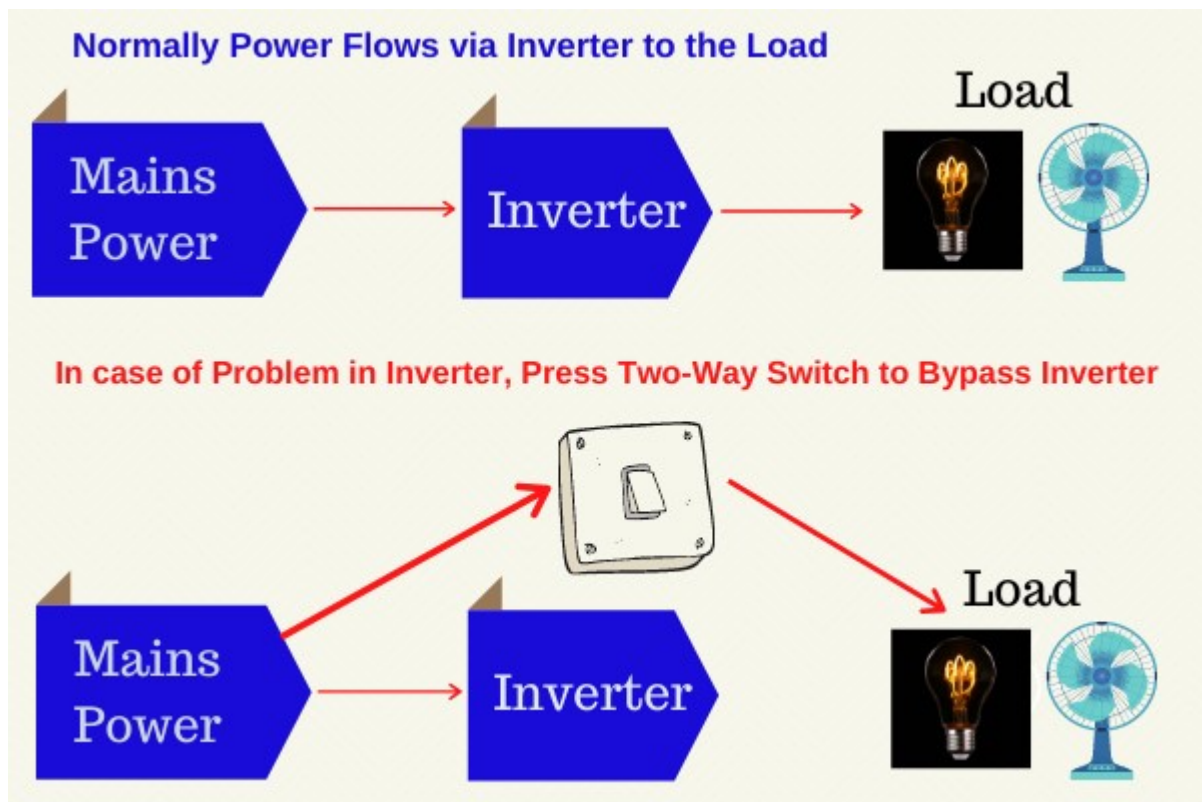 Normally Power Flows via Inverter to the Load
Load
Mains
Power
Inverter
In case of Problem in Inverter, Press Two-Way Switch to Bypass Inverter
Load
Mains
Power
Inverter